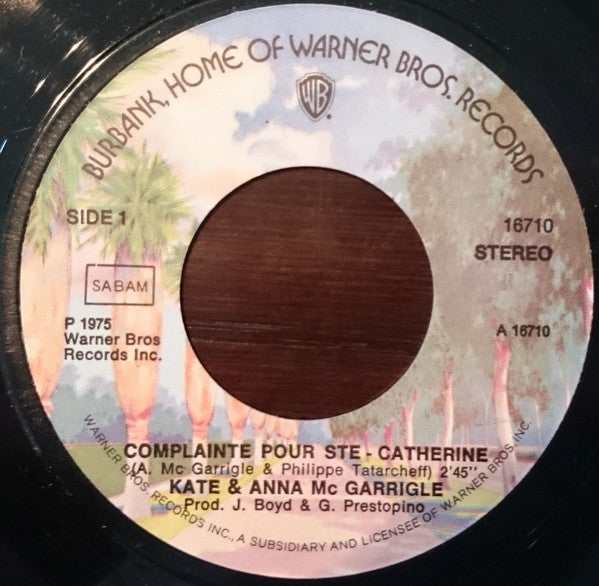 BURBANK, HOME OF WARNER BROS. RECORDS
WB
SIDE 1
16710
STEREO
SABAM
P 1975
Warner Bros
Records Inc.
A 16710
COMPLAINTE POUR STE - CATHERINE
(A. Mc Garrigle & Philippe Tatarcheff) 2'45''
KATE & ANNA Mc GARRIGLE
Prod. J. Boyd & G. Prestopino
WARNER BROS. RECORDS INC., A SUBSIDIARY AND LICENSEE OF WARNER BROS. INC.